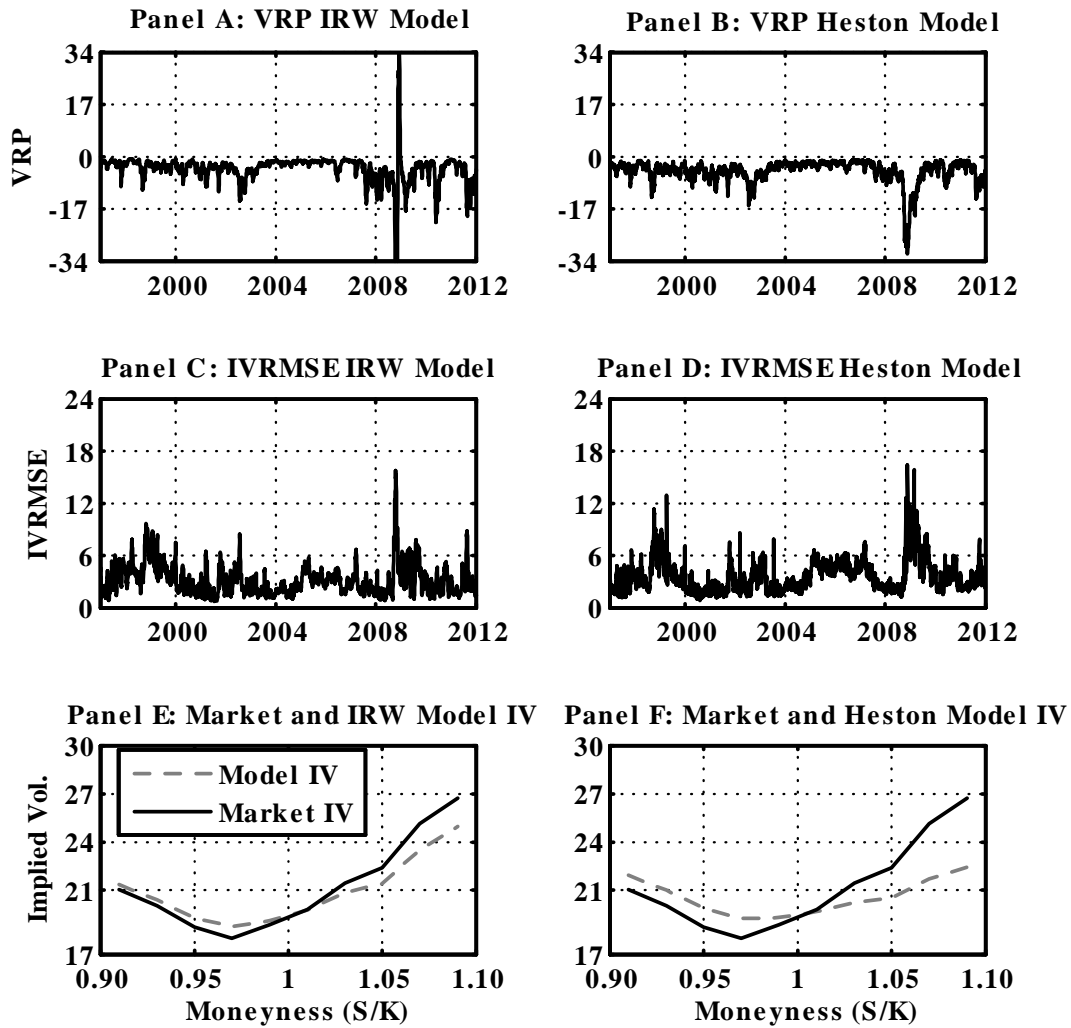 Panel A: VRP IRW Model
Panel B: VRP Heston Model
VRP
34
17
0
-17
-34
2000 2004 2008 2012
34
17
0
-17
-34
2000 2004 2008 2012
Panel C: IVRMSE IRW Model
Panel D: IVRMSE Heston Model
IVRMSE
24
18
12
6
0
2000 2004 2008 2012
24
18
12
6
0
2000 2004 2008 2012
Panel E: Market and IRW Model IV
Panel F: Market and Heston Model IV
Implied Vol.
30
27
24
21
17
Model IV
Market IV
0.90 0.95 1 1.05 1.10
Moneyness (S/K)
30
27
24
21
17
0.90 0.95 1 1.05 1.10
Moneyness (S/K)